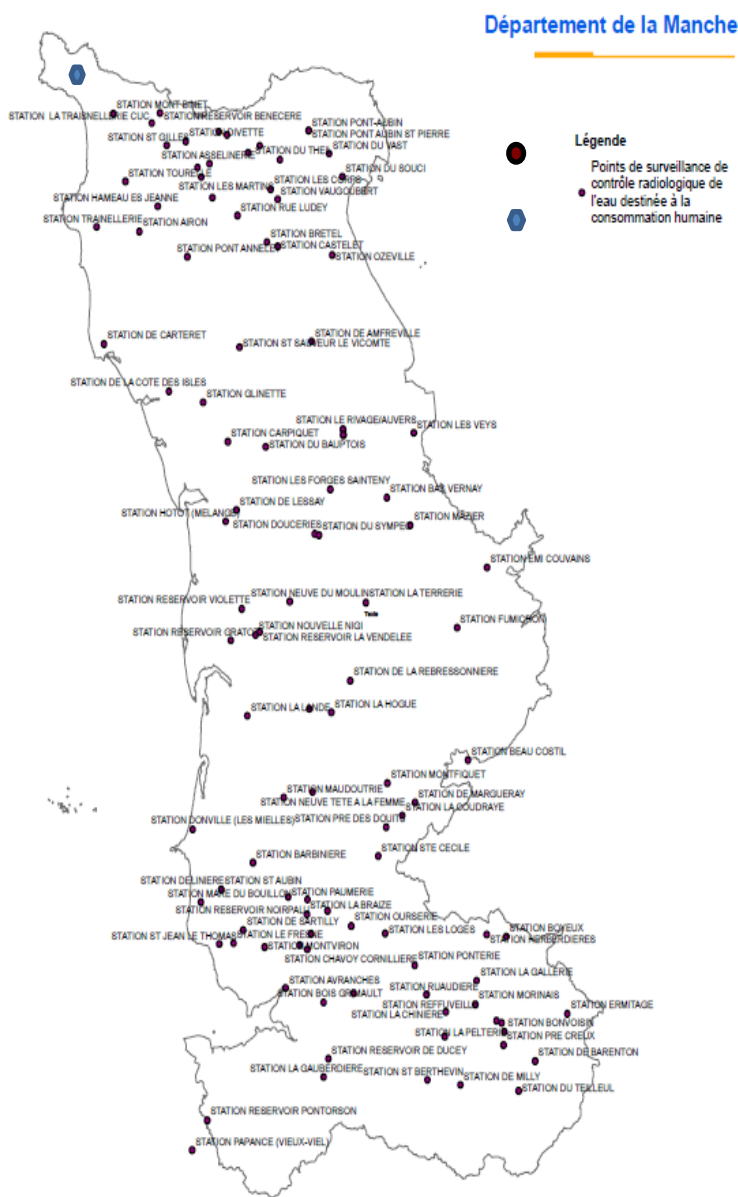 Département de la Manche
Légende
Points de surveillance de
contrôle radiologique de
l'eau destinée à la
consommation humaine
STATION MONT BINET
STATION LA TRAISNELLERIE CUC
STATION RESERVOIR BENECERE
STATION PONT-AUBIN
STATION PONT AUBIN ST PIERRE
STATION ST GILLES
STATION DIVETTE
STATION DU THEIL
STATION DU VAST
STATION ASSELINERIE
STATION TOURELLE
STATION LES CORPS
STATION DU SOUCI
STATION LES MARTINS
STATION VAUGOUBERT
STATION HAMEAU ES JEANNE
STATION RUE LUDEY
STATION TRAINELLERIE
STATION AIRON
STATION BRETEL
STATION PONT ANNELET
STATION CASTELET
STATION OZEVILLE
STATION DE CARTERET
STATION DE AMFREVILLE
STATION ST SAUVEUR LE VICOMTE
STATION DE LA COTE DES ISLES
STATION GLINETTE
STATION LE RIVAGE/AUVERS
STATION LES VEYS
STATION CARPIQUET
STATION DU BAUPTOIS
STATION LES FORGES SAINTENY
STATION BAS VERNAY
STATION DE LESSAY
STATION HOTOT (MELANGE)
STATION DOUCERIES
STATION DU SYMPEC
STATION MAZIER
STATION EMI COUVAINS
STATION NEUVE DU MOULIN
STATION LA TERRERIE
STATION RESERVOIR VIOLETTE
Texte
STATION FUMICHON
STATION NOUVELLE NIQI
STATION RESERVOIR GRATO
STATION RESERVOIR LA VENDELEE
STATION DE LA REBRESSONNIERE
STATION LA LANDE
STATION LA HOGUE
STATION BEAU COSTIL
STATION MONTFIQUET
STATION MAUDOUTRIE
STATION DE MARGUERAY
STATION NEUVE TETE A LA FEMME
STATION LA COUDRAYE
STATION DONVILLE (LES MIELLES)
STATION PRE DES DOUITS
STATION BARBINIERE
STATION STE CECILE
STATION DELINIERE
STATION ST AUBIN
STATION MARE DU BOUILLON
STATION PAUMERIE
STATION RESERVOIR NOIRPALU
STATION LA BRAIZE
STATION DE SARTILLY
STATION OURSERIE
STATION BOYEUX
STATION ST JEAN LE THOMAS
STATION LE FRESNE
STATION LES LOGES
STATION HERBERDIERES
STATION MONTVIRON
STATION CHAVOY CORNILLIERE
STATION PONTERIE
STATION LA GALLERIE
STATION AVRANCHES
STATION RUAUDIERE
STATION BOIS GRIMAULT
STATION REFFUVEILLE
STATION MORINAIS
STATION ERMITAGE
STATION LA CHINIERE
STATION BONVOISIN
STATION LA PELTERIE
STATION PRE CREUX
STATION RESERVOIR DE DUCEY
STATION DE BARENTON
STATION LA GAUBERDIERE
STATION ST BERTHEVIN
STATION DE MILLY
STATION DU TEILLEUL
STATION RESERVOIR PONTORSON
STATION PAPANCE (VIEUX-VIEL)